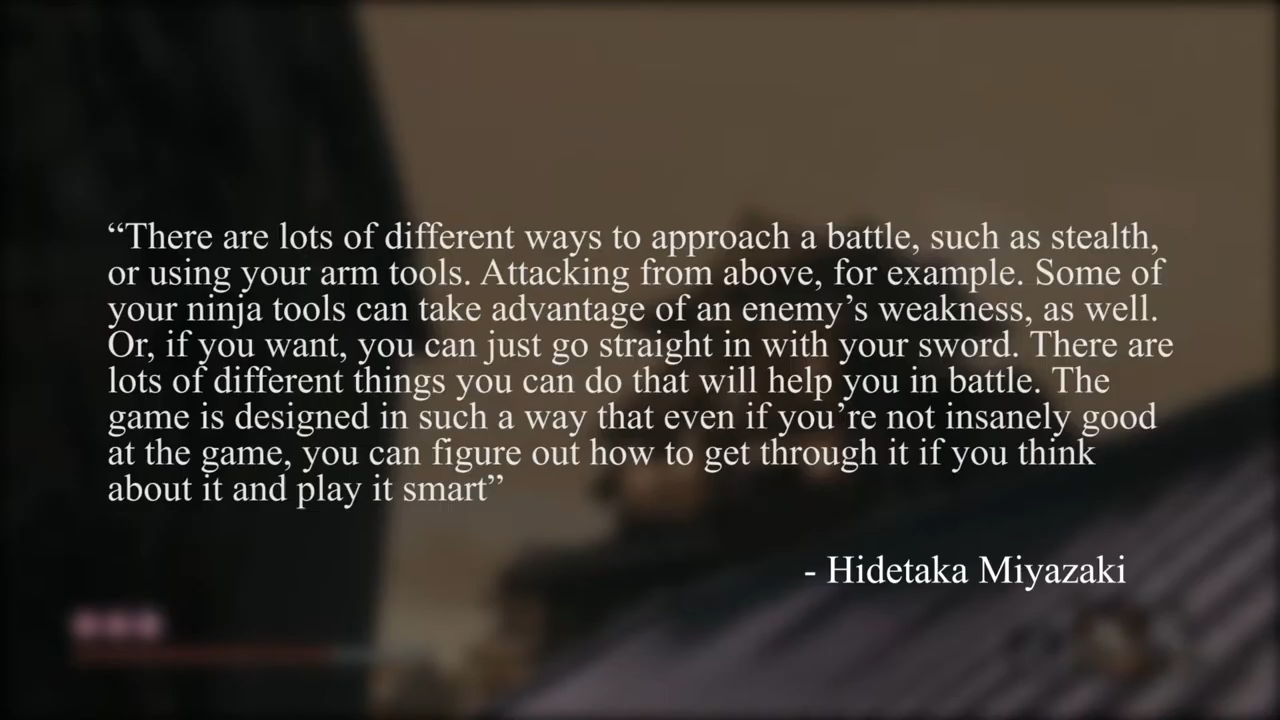 “There are lots of different ways to approach a battle, such as stealth,
or using your arm tools. Attacking from above, for example. Some of
your ninja tools can take advantage of an enemy’s weakness, as well.
Or, if you want, you can just go straight in with your sword. There are
lots of different things you can do that will help you in battle. The
game is designed in such a way that even if you’re not insanely good
at the game, you can figure out how to get through it if you think
about it and play it smart”
- Hidetaka Miyazaki